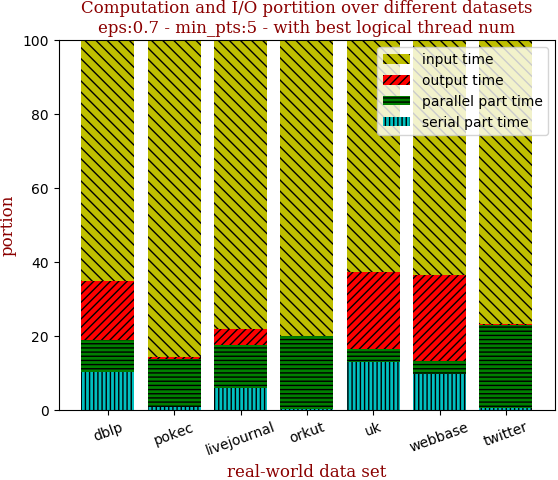 Computation and I/O portition over different datasets
eps:0.7 - min_pts:5 - with best logical thread num
100
80
60
40
20
0
portion
input time
output time
parallel part time
serial part time
dblp
pokec
livejournal
orkut
uk
webbase
twitter
real-world data set